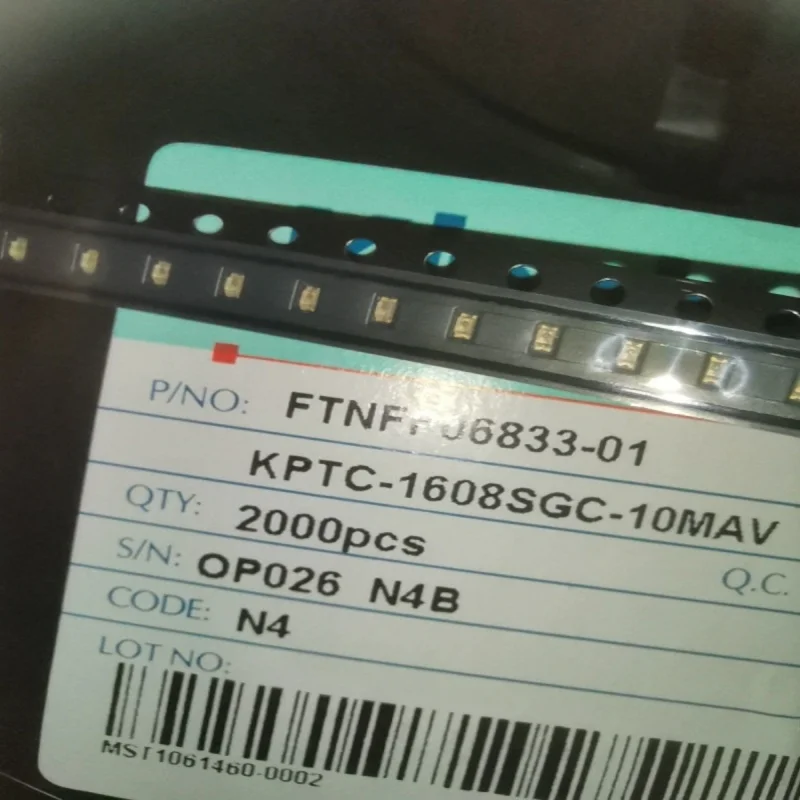 P/NO:
KPTC-1608SGC-10MAV
QTY: 2000pcs
Q.C.
S/N: OP026 N4B
CODE: N4
LOT NO:
MST1061460-0002